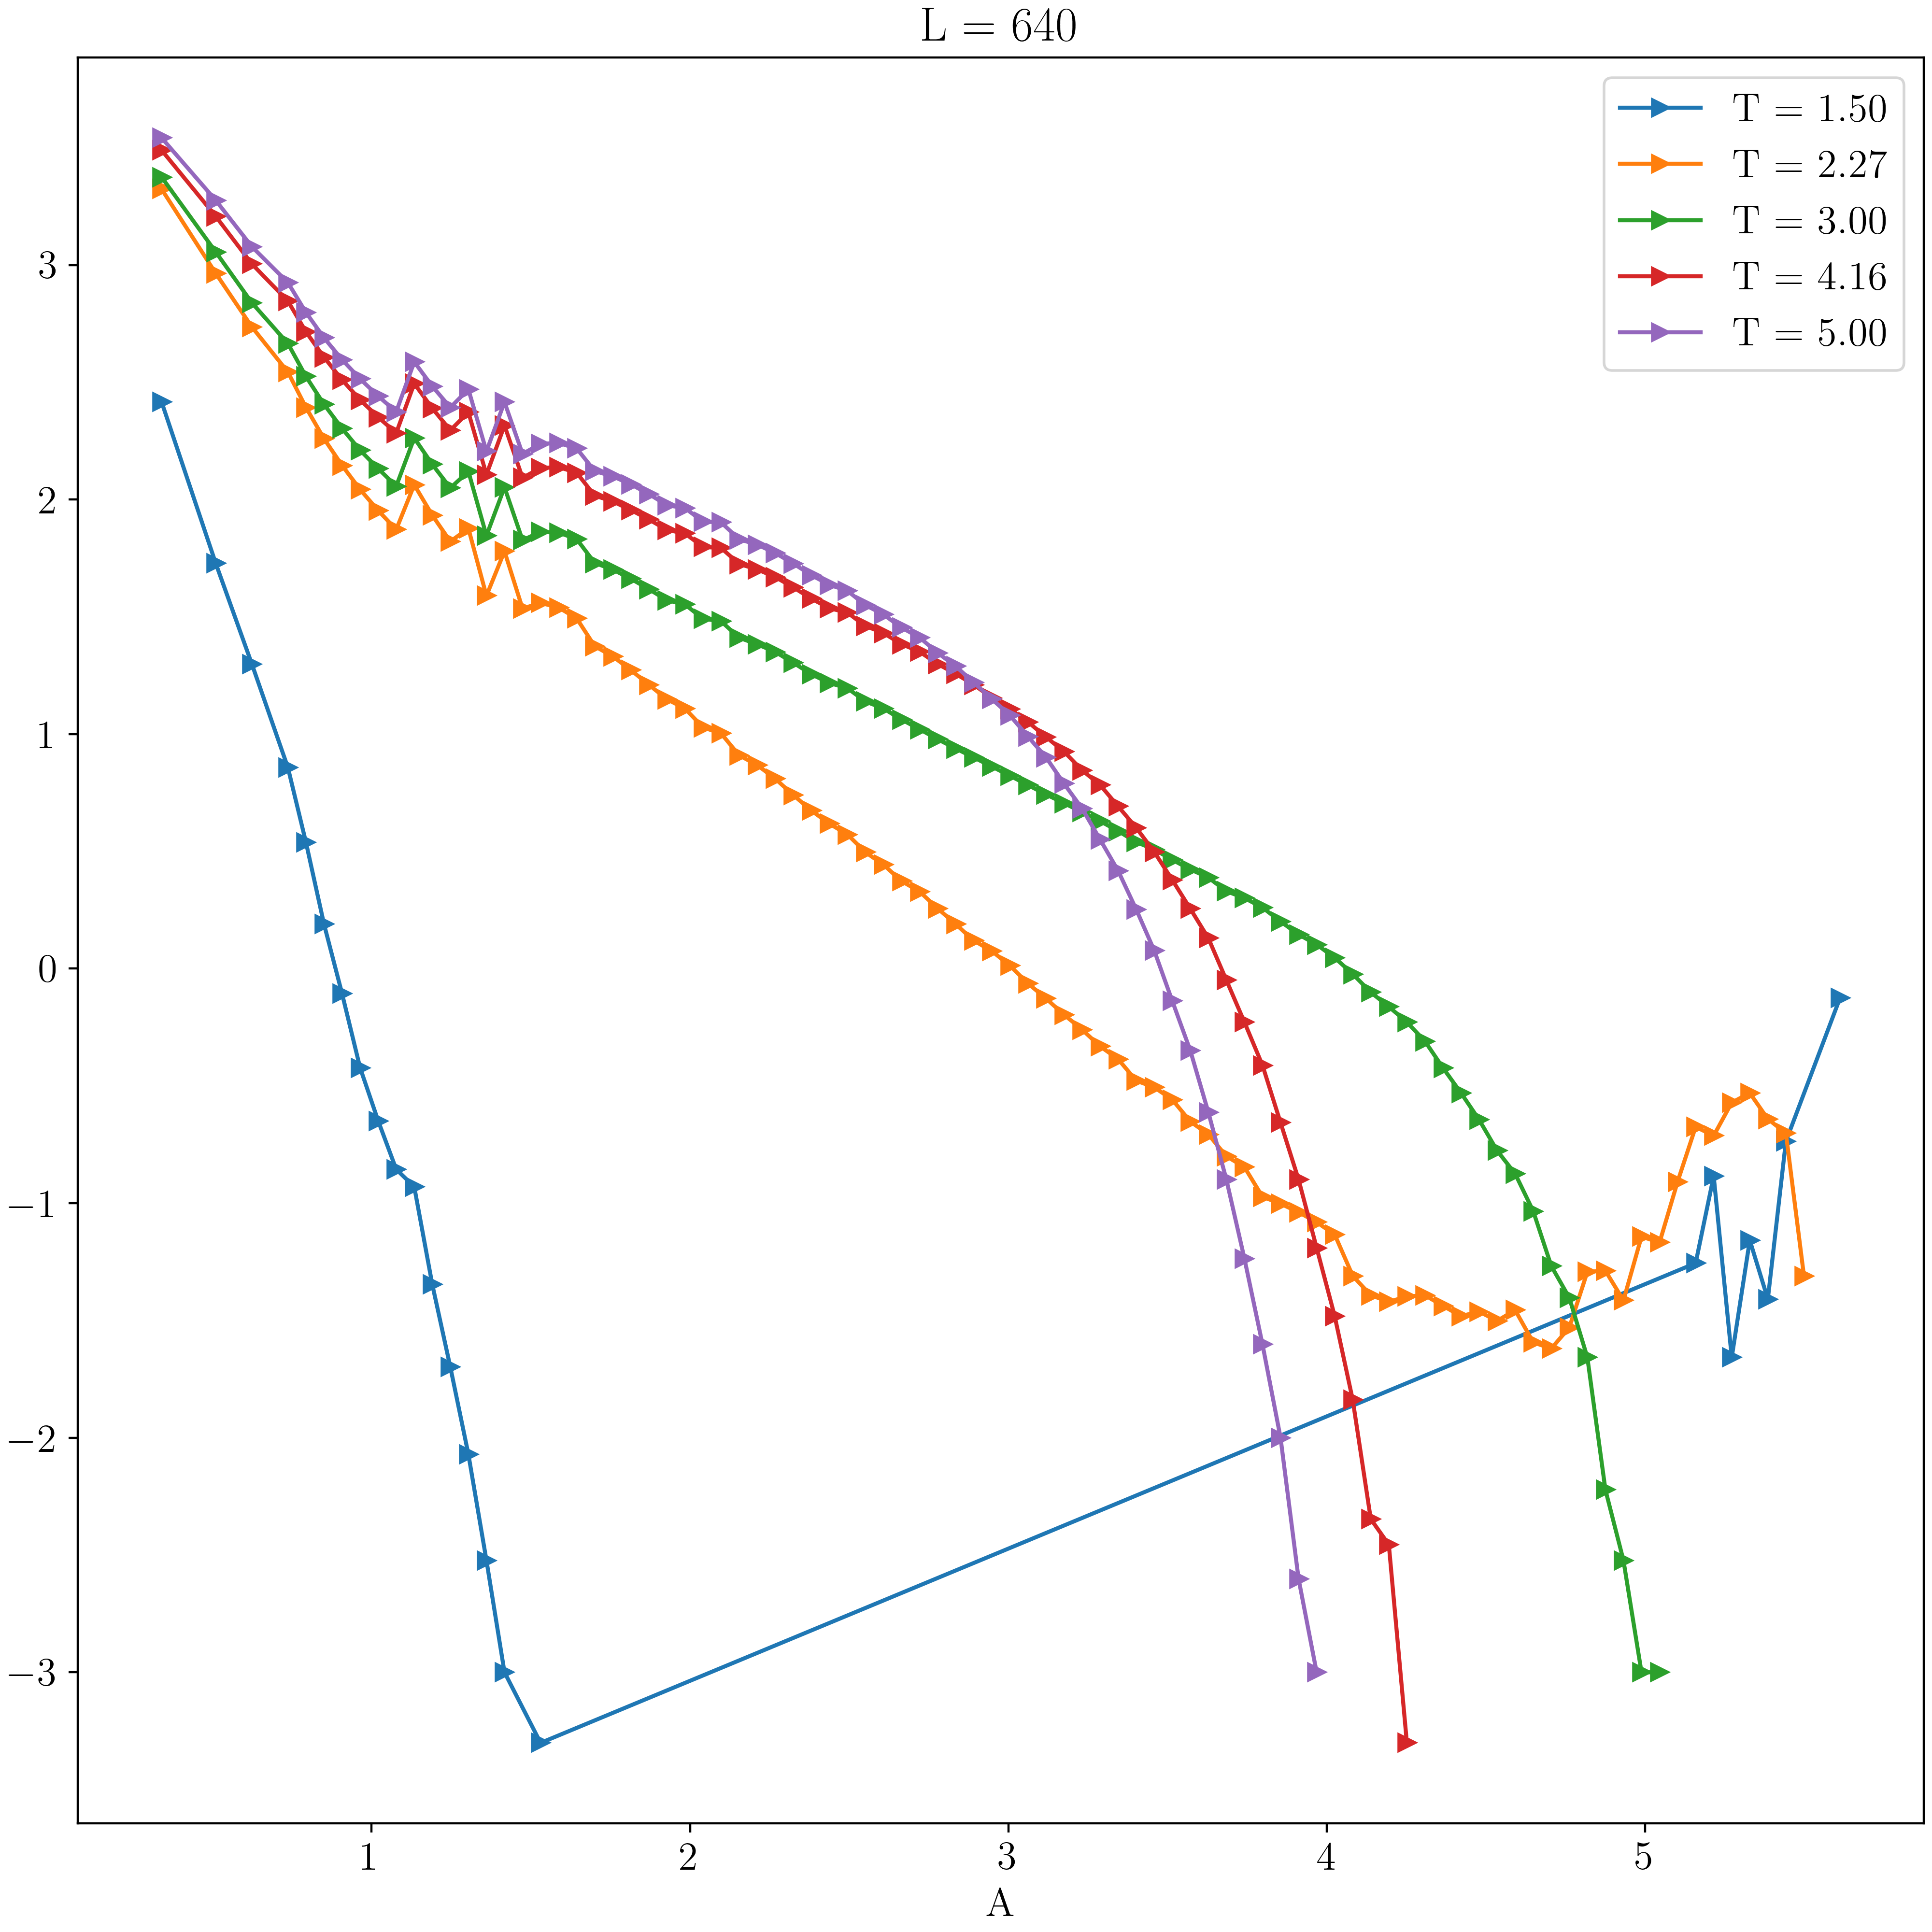 L = 640
T = 1.50
T = 2.27
T = 3.00
T = 4.16
T = 5.00
3
2
1
0
−1
−2
−3
1 2 3 4 5
A